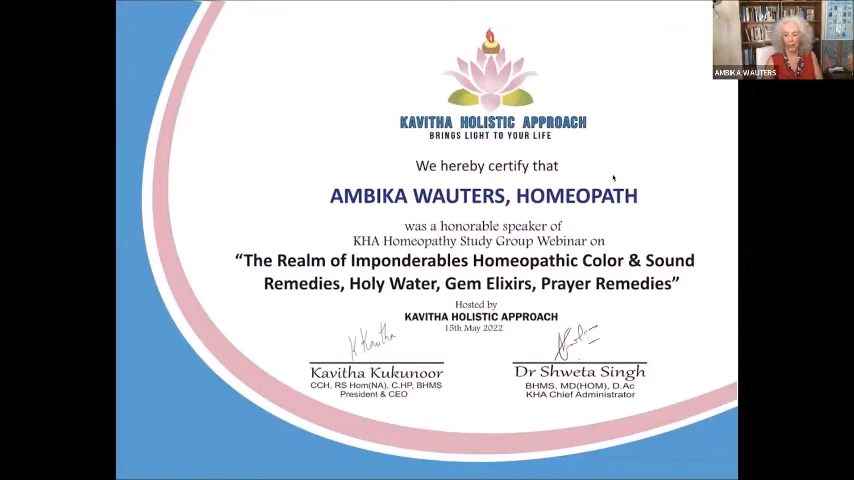 AMBIKA WAUTERS
KAVITHA HOLISTIC APPROACH
BRINGS LIGHT TO YOUR LIFE
We hereby certify that
AMBIKA WAUTERS, HOMEOPATH
was a honorable speaker of
KHA Homeopathy Study Group Webinar on
“The Realm of Imponderables Homeopathic Color & Sound
Remedies, Holy Water, Gem Elixirs, Prayer Remedies”
Hosted by
KAVITHA HOLISTIC APPROACH
15th May 2022
K Kavitha
Kavitha Kukunoor
CCH, RS Hom(NA), C.HP, BHMS
President & CEO
Dr Shweta Singh
BHMS, MD(HOM), D.Ac
KHA Chief Administrator